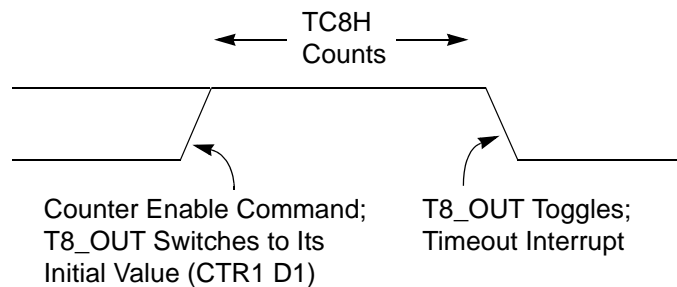 TC8H
Counts
Counter Enable Command;
T8_OUT Switches to Its
Initial Value (CTR1 D1)
T8_OUT Toggles;
Timeout Interrupt